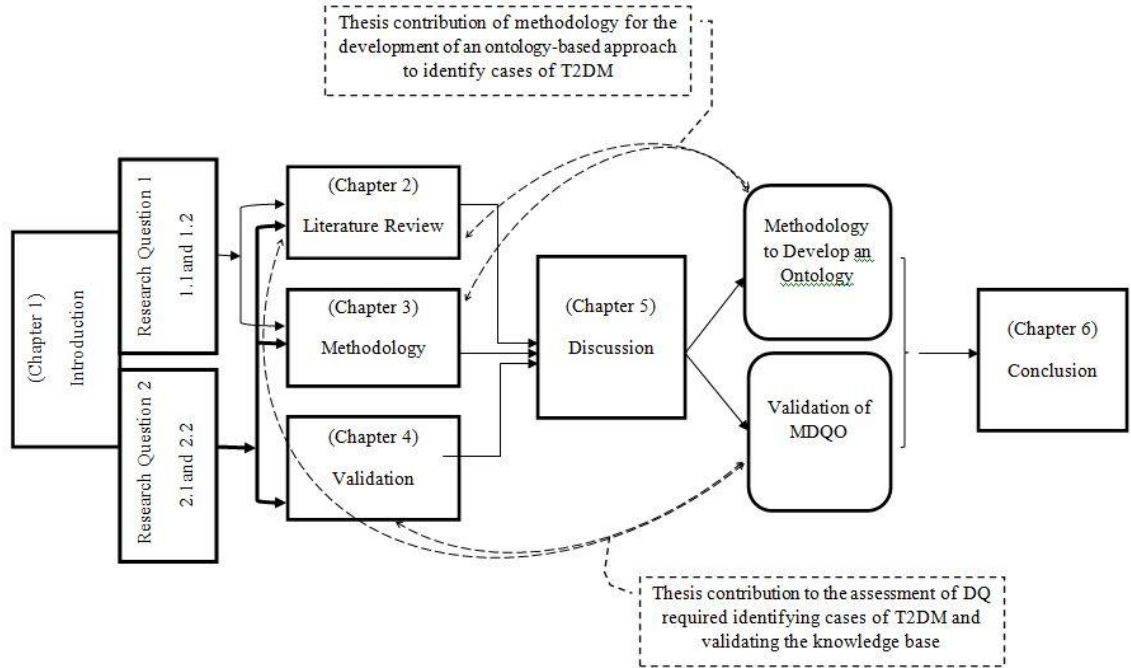 Thesis contribution of methodology for the
development of an ontology-based approach
to identify cases of T2DM
(Chapter 1)
Introduction
Research Question 1
1.1and 1.2
Research Question 2
2.1and 2.2
(Chapter 2)
Literature Review
(Chapter 3)
Methodology
(Chapter 4)
Validation
(Chapter 5)
Discussion
Methodology
to Develop an
Ontology
Validation of
MDQO
(Chapter 6)
Conclusion
Thesis contribution to the assessment of DQ
required identifying cases of T2DM and
validating the knowledge base